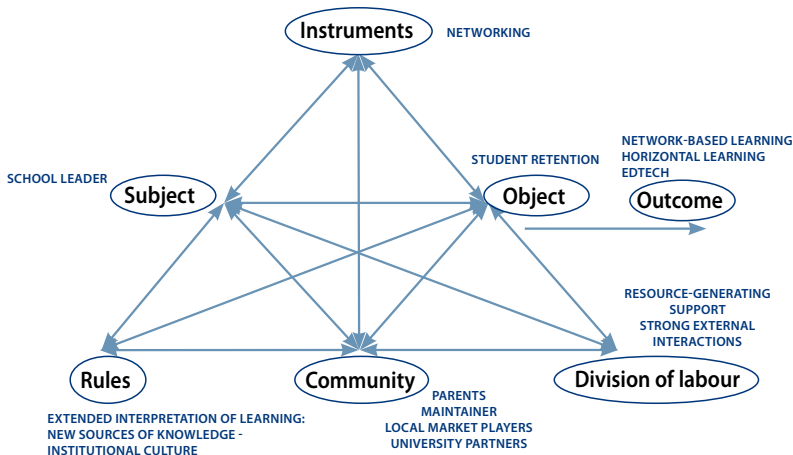 Instruments
NETWORKING
NETWORK-BASED LEARNING
HORIZONTAL LEARNING
EDTECH
STUDENT RETENTION
SCHOOL LEADER
Subject
Object
Outcome
RESOURCE-GENERATING
SUPPORT
STRONG EXTERNAL
INTERACTIONS
Rules
Community
Division of labour
EXTENDED INTERPRETATION OF LEARNING:
NEW SOURCES OF KNOWLEDGE -
INSTITUTIONAL CULTURE
PARENTS
MAINTAINER
LOCAL MARKET PLAYERS
UNIVERSITY PARTNERS